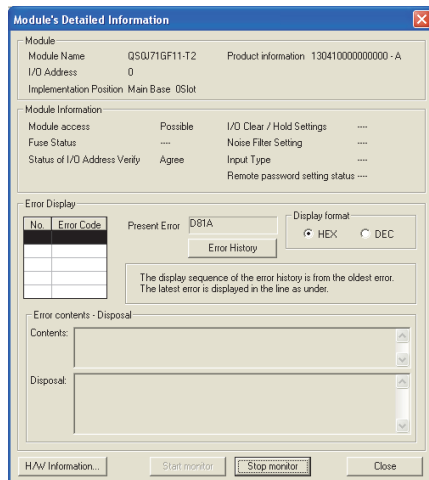 Module's Detailed Information
Module
Module Name QS0J71GF11-T2 Product information 130410000000000 - A
I/O Address 0
Implementation Position Main Base 0Slot
Module Information
Module access Possible I/O Clear / Hold Settings ----
Fuse Status ---- Noise Filter Setting ----
Status of I/O Address Verify Agree Input Type ----
Remote password setting status ----
Error Display
No. Error Code Present Error D81A Display format
HEX DEC
Error History
The display sequence of the error history is from the oldest error.
The latest error is displayed in the line as under.
Error contents - Disposal
Contents:
Disposal:
H/W Information... Start monitor Stop monitor Close